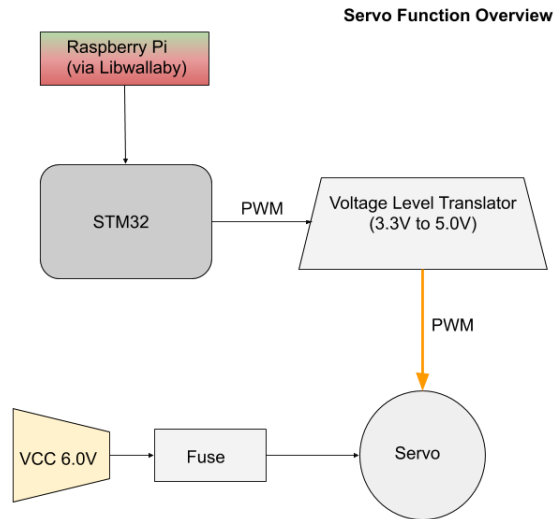 Servo Function Overview
Raspberry Pi
(via Libwallaby)
STM32
PWM
Voltage Level Translator
(3.3V to 5.0V)
PWM
VCC 6.0V
Fuse
Servo